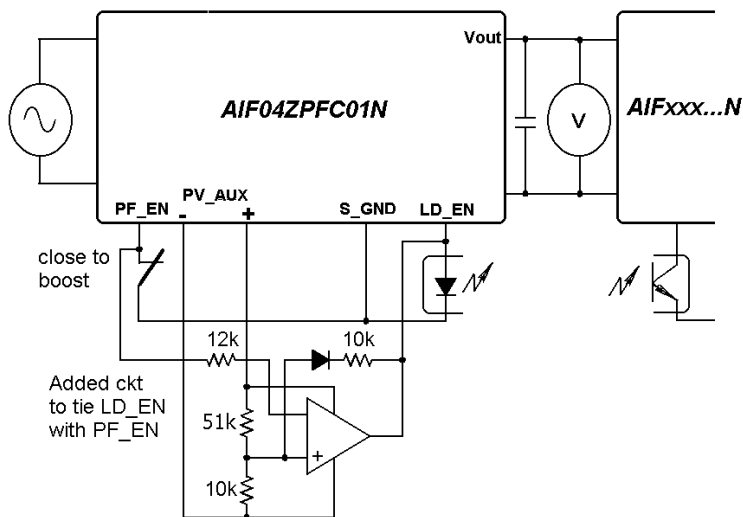 Vout
AIF04ZPFC01N
AIFxxx...N
V
PV_AUX
PF_EN
-
+
S_GND
LD_EN
close to
boost
12k
10k
Added ckt
to tie LD_EN
with PF_EN
51k
+
10k